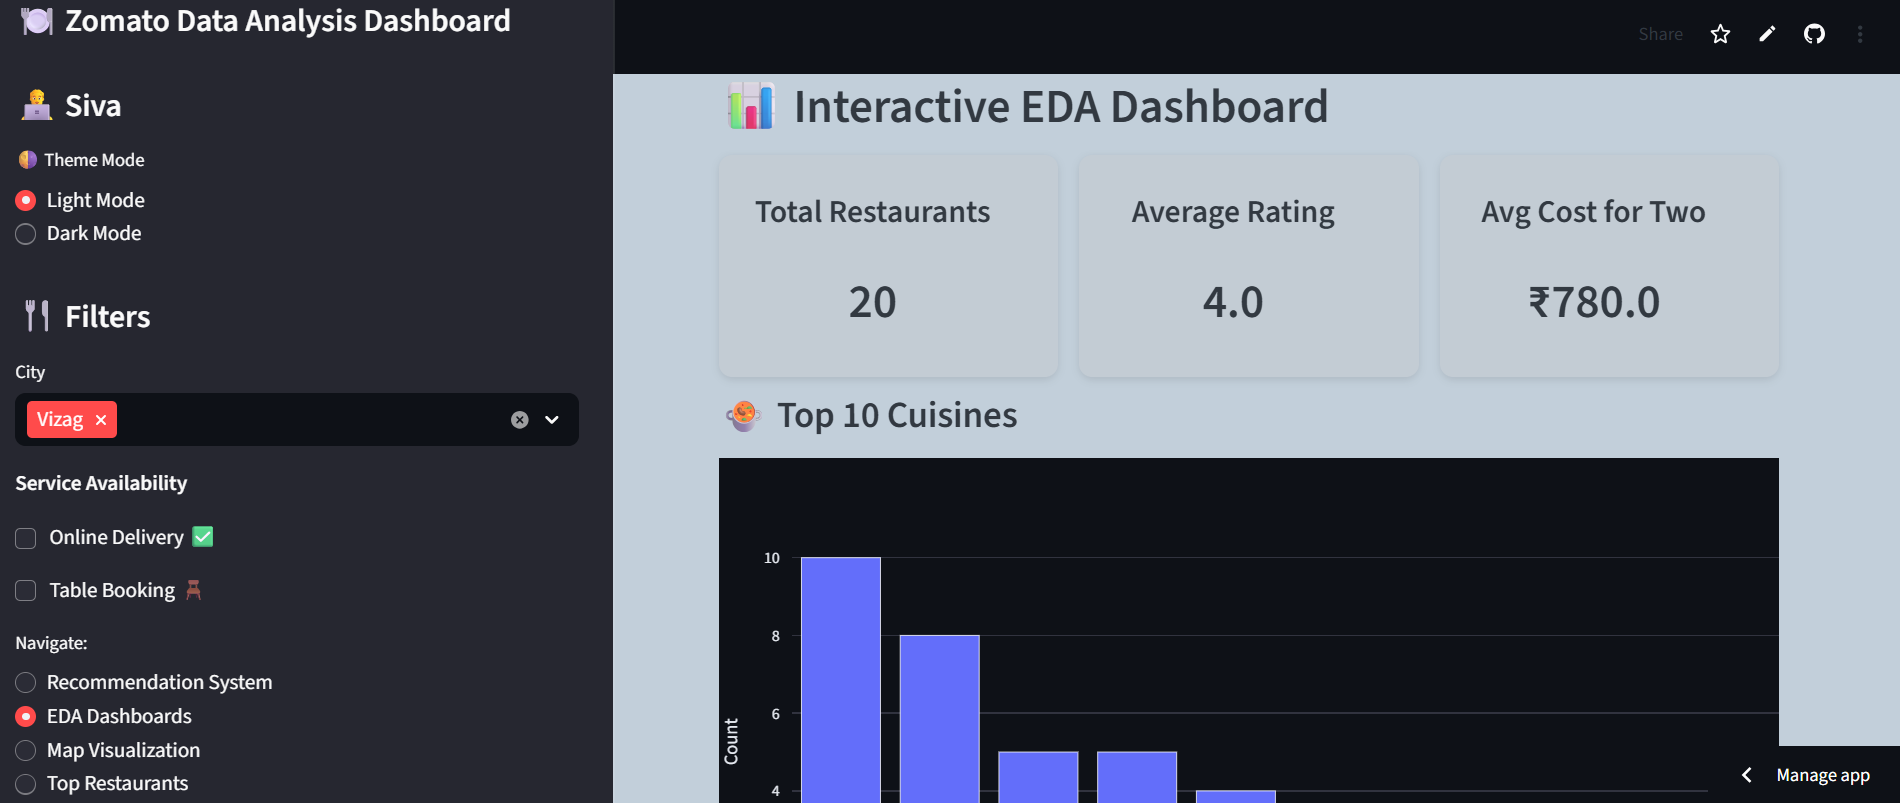 Zomato Data Analysis Dashboard
Siva
Theme Mode
Light Mode
Dark Mode
Filters
City
Vizag
Service Availability
Online Delivery
Table Booking
Navigate:
Recommendation System
EDA Dashboards
Map Visualization
Top Restaurants
Share
Interactive EDA Dashboard
Total Restaurants
20
Average Rating
4.0
Avg Cost for Two
₹780.0
Top 10 Cuisines
10
8
6
4
Count
Manage app